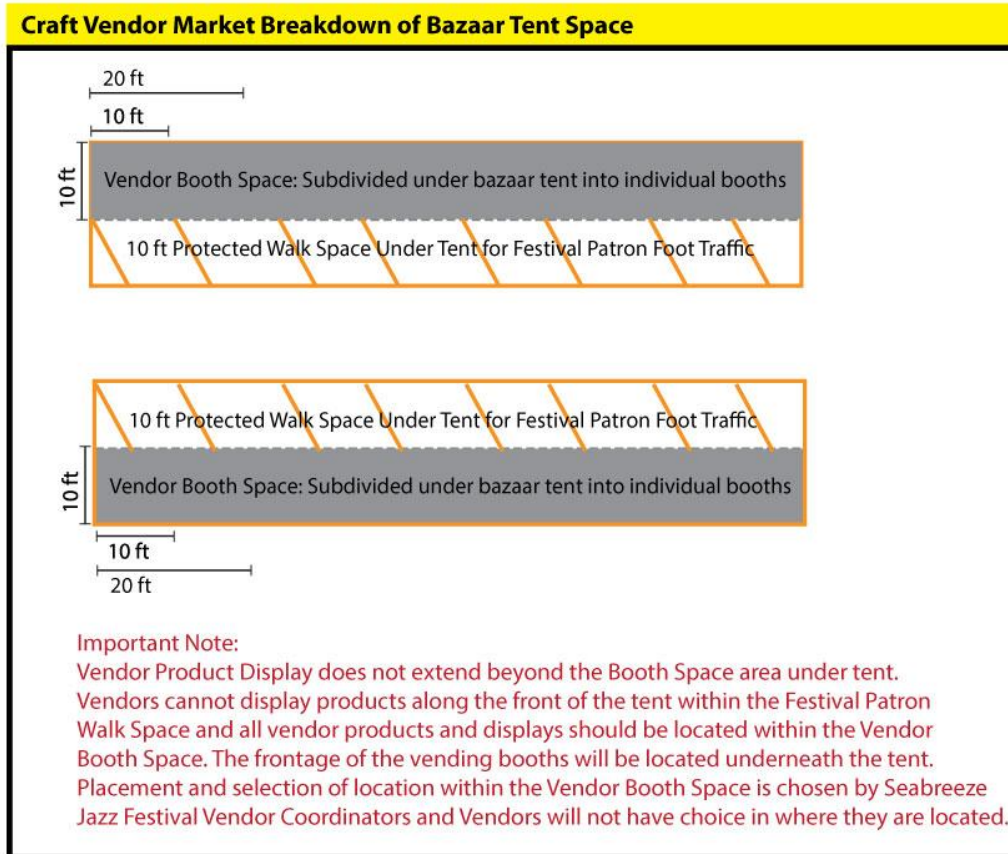 Craft Vendor Market Breakdown of Bazaar Tent Space
20 ft
10 ft
10 ft
Vendor Booth Space: Subdivided under bazaar tent into individual booths
10 ft Protected Walk Space Under Tent for Festival Patron Foot Traffic
10 ft Protected Walk Space Under Tent for Festival Patron Foot Traffic
10 ft
Vendor Booth Space: Subdivided under bazaar tent into individual booths
10 ft
20 ft
Important Note:
Vendor Product Display does not extend beyond the Booth Space area under tent.
Vendors cannot display products along the front of the tent within the Festival Patron
Walk Space and all vendor products and displays should be located within the Vendor
Booth Space. The frontage of the vending booths will be located underneath the tent.
Placement and selection of location within the Vendor Booth Space is chosen by Seabreeze
Jazz Festival Vendor Coordinators and Vendors will not have choice in where they are located.